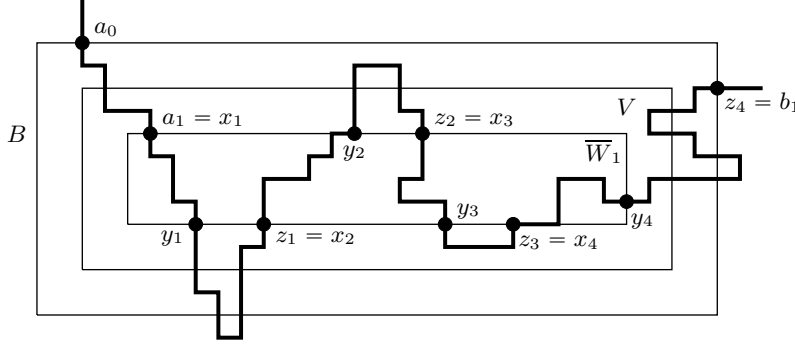 a₀
V
z₄ = b₁
B
a₁ = x₁
z₂ = x₃
y₂
W̅₁
y₁
z₁ = x₂
y₃
z₃ = x₄
y₄